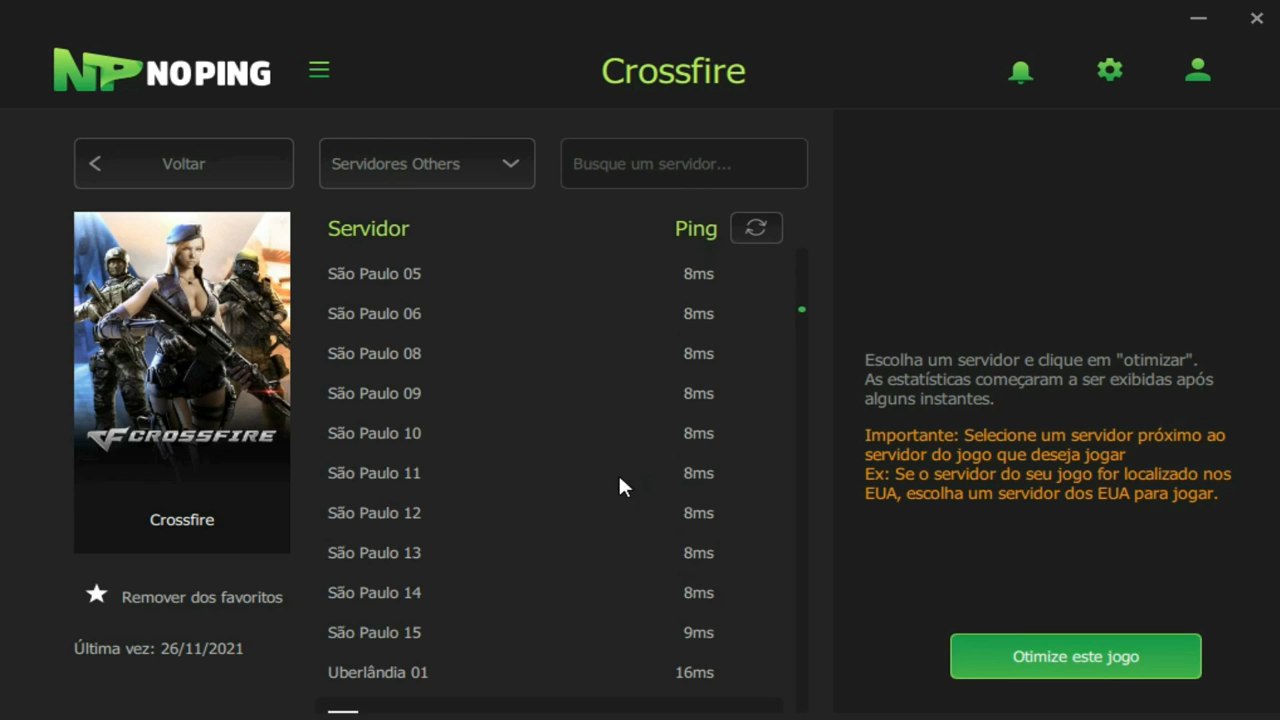 NP NOPING
Crossfire
Voltar
Servidores Others
Busque um servidor...
CF CROSSFIRE
Crossfire
Remover dos favoritos
Última vez: 26/11/2021
Servidor Ping
São Paulo 05 8ms
São Paulo 06 8ms
São Paulo 08 8ms
São Paulo 09 8ms
São Paulo 10 8ms
São Paulo 11 8ms
São Paulo 12 8ms
São Paulo 13 8ms
São Paulo 14 8ms
São Paulo 15 9ms
Uberlândia 01 16ms
Escolha um servidor e clique em "otimizar".
As estatísticas começaram a ser exibidas após
alguns instantes.
Importante: Selecione um servidor próximo ao
servidor do jogo que deseja jogar
Ex: Se o servidor do seu jogo for localizado nos
EUA, escolha um servidor dos EUA para jogar.
Otimize este jogo